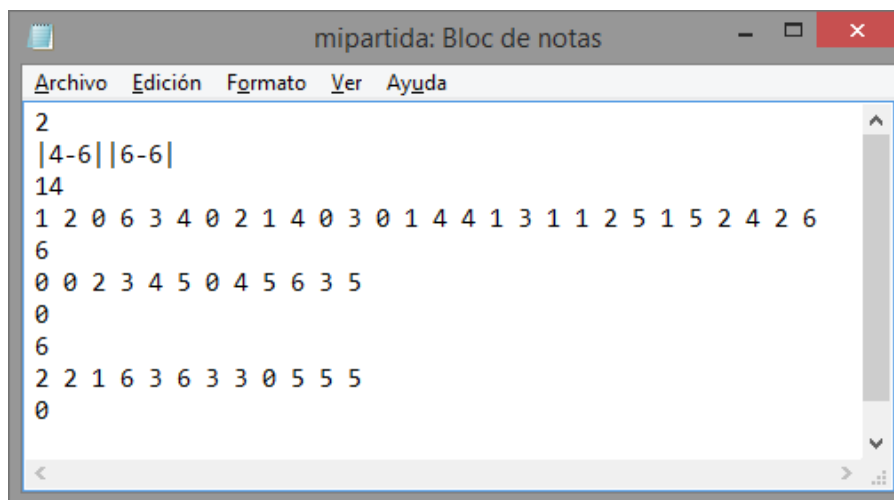 mipartida: Bloc de notas
Archivo Edición Formato Ver Ayuda
2
|4-6||6-6|
14
1 2 0 6 3 4 0 2 1 4 0 3 0 1 4 4 1 3 1 1 2 5 1 5 2 4 2 6
6
0 0 2 3 4 5 0 4 5 6 3 5
0
6
2 2 1 6 3 6 3 3 0 5 5 5
0